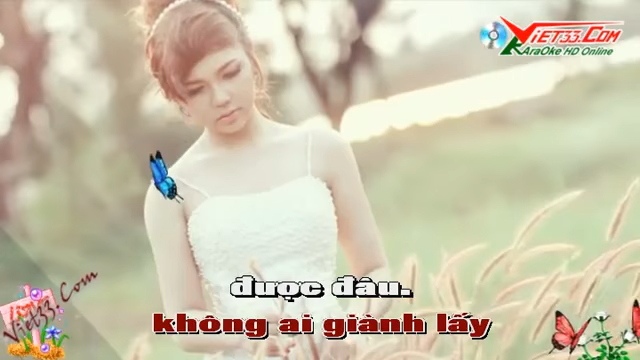 Viet33.Com
KAraOke HD Online
Viet33.Com
được đâu.
không ai giành lấy